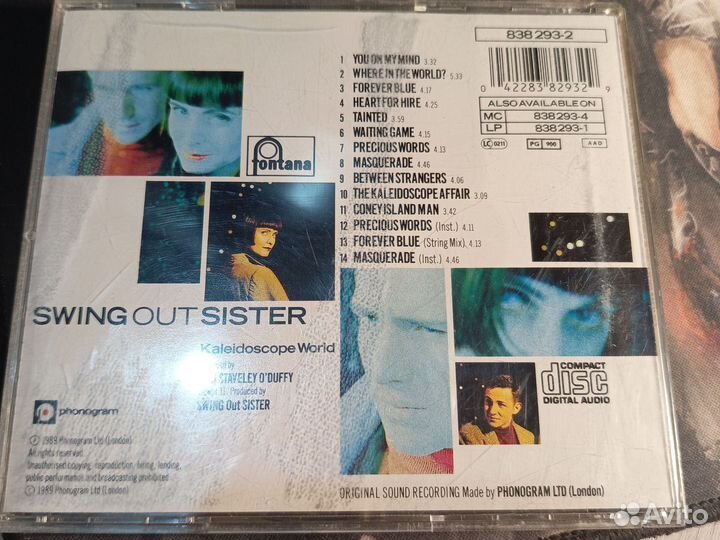 838 293-2
1 YOU ON MY MIND 3.32
2 WHERE IN THE WORLD? 5.33
3 FOREVER BLUE 4.17
4 HEART FOR HIRE 4.25
5 TAINTED 3.59
6 WAITING GAME 4.15
7 PRECIOUS WORDS 4.13
8 MASQUERADE 4.46
9 BETWEEN STRANGERS 4.06
10 THE KALEIDOSCOPE AFFAIR 3.09
11 CONEY ISLAND MAN 3.42
12 PRECIOUS WORDS (Inst.) 4.11
13 FOREVER BLUE (String Mix), 4.13
14 MASQUERADE (Inst.) 4.46
0 42283 82932 9
ALSO AVAILABLE ON
MC 838 293-4
LP 838 293-1
LC 0211
PG 900
AAD
fontana
SWING OUT SISTER
Kaleidoscope World
by
STAVELEY O'DUFFY
11. Produced by
SWING Out SISTER
phonogram
℗ 1989 Phonogram Ltd (London)
All rights reserved.
Unauthorised copying, reproduction, hiring, lending,
public performance and broadcasting prohibited.
© 1989 Phonogram Ltd (London)
COMPACT
disc
DIGITAL AUDIO
ORIGINAL SOUND RECORDING Made by PHONOGRAM LTD (London)
Avito